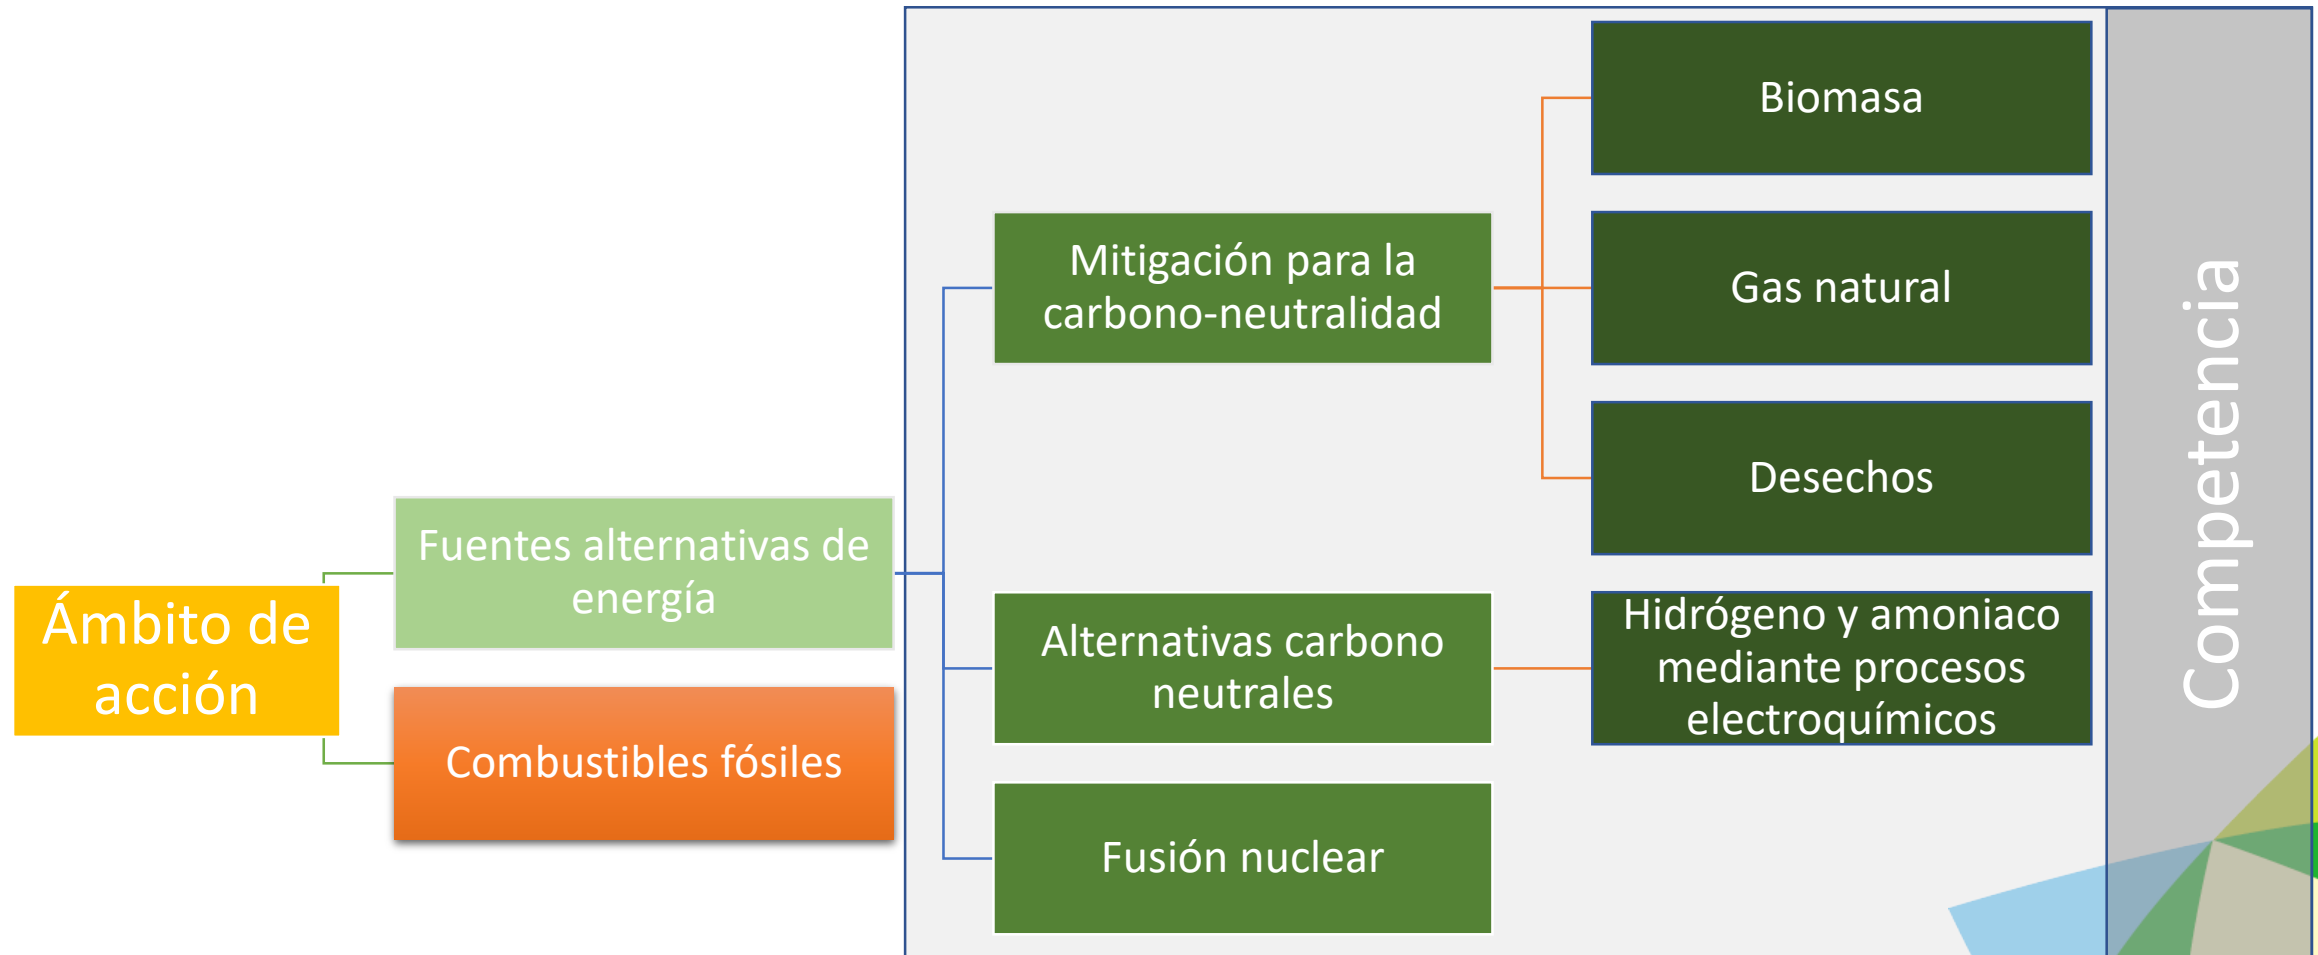 Ámbito de
acción
Fuentes alternativas de
energía
Combustibles fósiles
Mitigación para la
carbono-neutralidad
Alternativas carbono
neutrales
Fusión nuclear
Biomasa
Gas natural
Desechos
Hidrógeno y amoniaco
mediante procesos
electroquímicos
Competencia